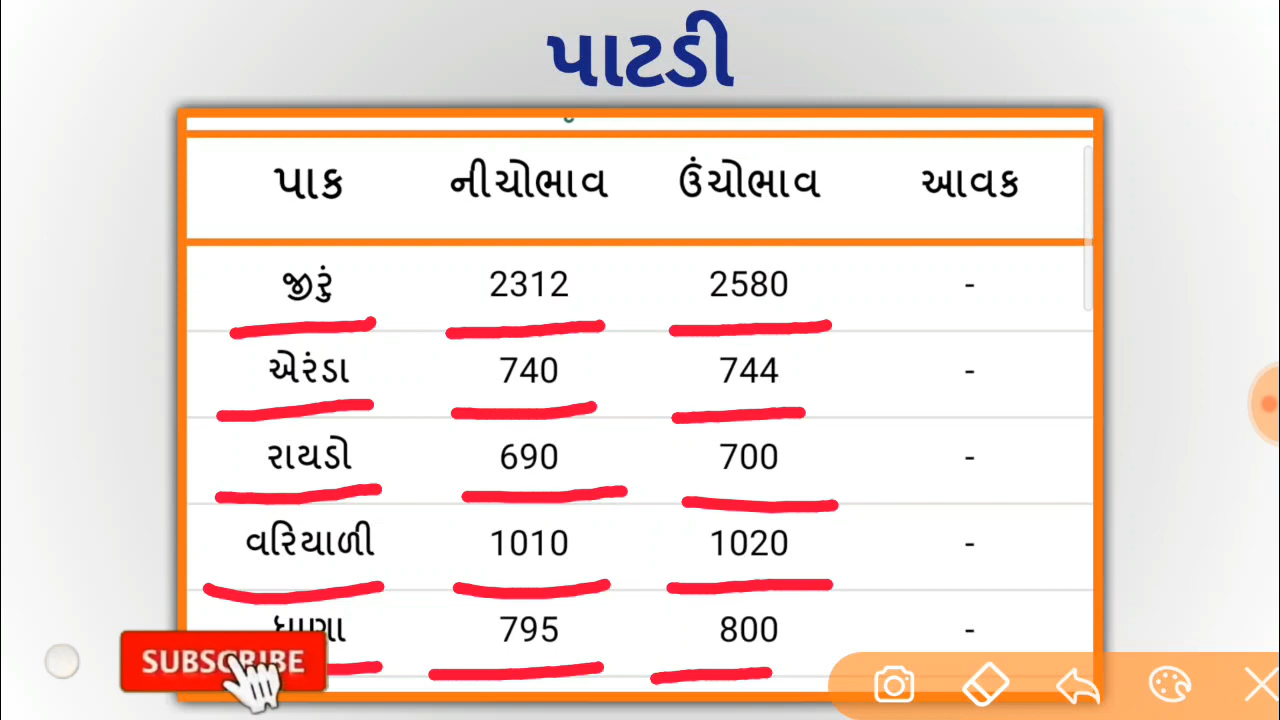 પાટડી
પાક નીચોભાવ ઉંચોભાવ આવક
જીરું 2312 2580 -
એરંડા 740 744 -
રાયડો 690 700 -
વરિયાળી 1010 1020 -
795 800 -
SUBSCRIBE